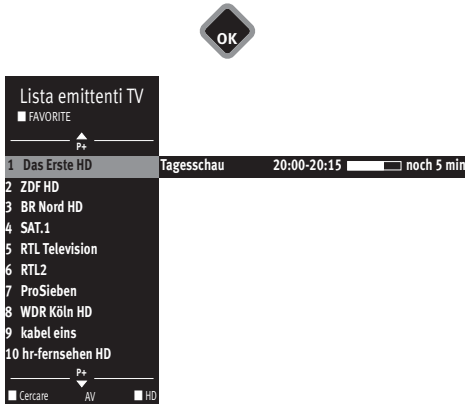 OK
Lista emittenti TV
FAVORITE
P+
1 Das Erste HD Tagesschau 20:00-20:15 noch 5 min
2 ZDF HD
3 BR Nord HD
4 SAT.1
5 RTL Television
6 RTL2
7 ProSieben
8 WDR Köln HD
9 kabel eins
10 hr-fernsehen HD
P+
Cercare AV HD